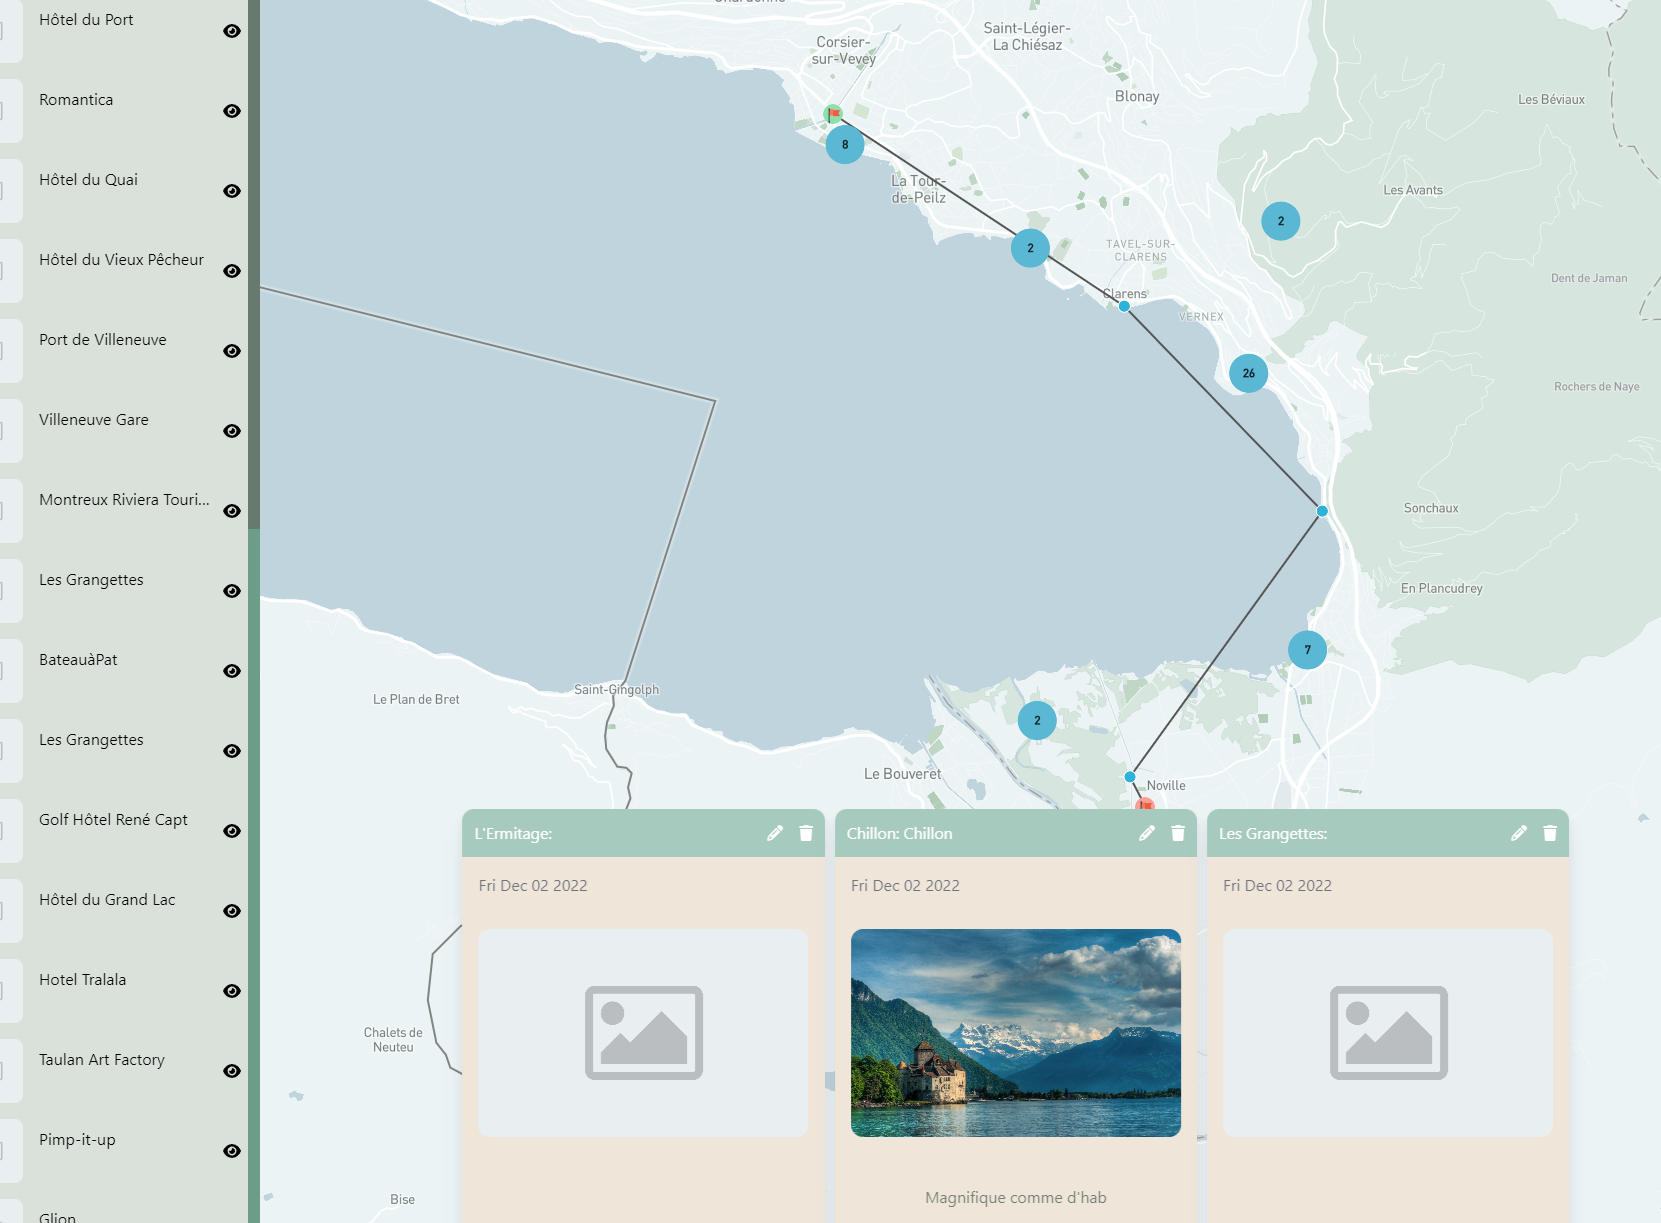 Hôtel du Port
Romantica
Hôtel du Quai
Hôtel du Vieux Pêcheur
Port de Villeneuve
Villeneuve Gare
Montreux Riviera Touri...
Les Grangettes
BateauàPat
Les Grangettes
Golf Hôtel René Capt
Hôtel du Grand Lac
Hotel Tralala
Taulan Art Factory
Pimp-it-up
Glion
Corsier-
sur-Vevey
Saint-Légier-
La Chiésaz
Blonay
Les Béviaux
8
La Tour-
de-Peilz
Les Avants
2
2
TAVEL-SUR-
CLARENS
Dent de Jaman
Clarens
VERNEX
26
Rochers de Naye
Sonchaux
En Plancudrey
7
Saint-Gingolph
Le Plan de Bret
2
Le Bouveret
Noville
Chalets de
Neuteu
Bise
L'Ermitage:
Fri Dec 02 2022
Chillon: Chillon
Fri Dec 02 2022
Magnifique comme d'hab
Les Grangettes:
Fri Dec 02 2022